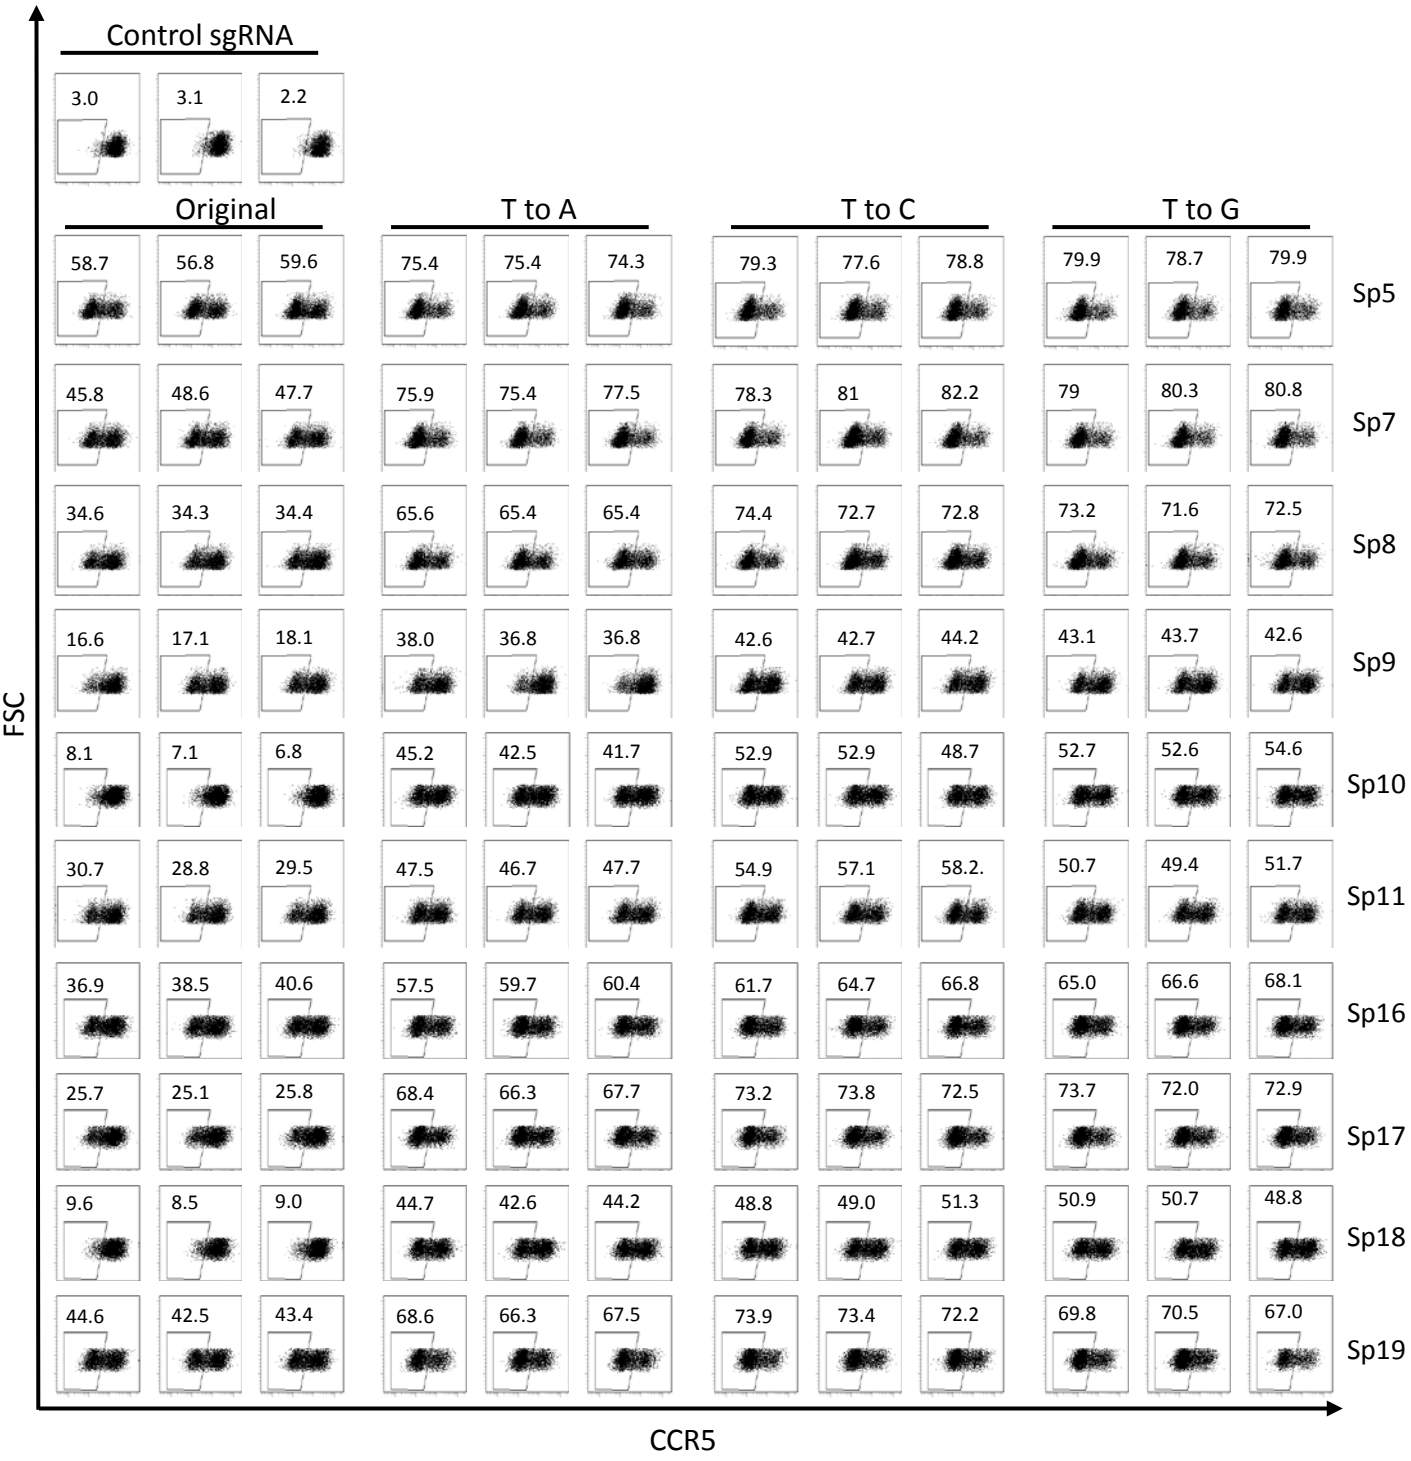 Control sgRNA
3.0 3.1 2.2
Original T to A T to C T to G
58.7 56.8 59.6 75.4 75.4 74.3 79.3 77.6 78.8 79.9 78.7 79.9 Sp5
45.8 48.6 47.7 75.9 75.4 77.5 78.3 81 82.2 79 80.3 80.8 Sp7
34.6 34.3 34.4 65.6 65.4 65.4 74.4 72.7 72.8 73.2 71.6 72.5 Sp8
16.6 17.1 18.1 38.0 36.8 36.8 42.6 42.7 44.2 43.1 43.7 42.6 Sp9
8.1 7.1 6.8 45.2 42.5 41.7 52.9 52.9 48.7 52.7 52.6 54.6 Sp10
30.7 28.8 29.5 47.5 46.7 47.7 54.9 57.1 58.2. 50.7 49.4 51.7 Sp11
36.9 38.5 40.6 57.5 59.7 60.4 61.7 64.7 66.8 65.0 66.6 68.1 Sp16
25.7 25.1 25.8 68.4 66.3 67.7 73.2 73.8 72.5 73.7 72.0 72.9 Sp17
9.6 8.5 9.0 44.7 42.6 44.2 48.8 49.0 51.3 50.9 50.7 48.8 Sp18
44.6 42.5 43.4 68.6 66.3 67.5 73.9 73.4 72.2 69.8 70.5 67.0 Sp19
FSC
CCR5